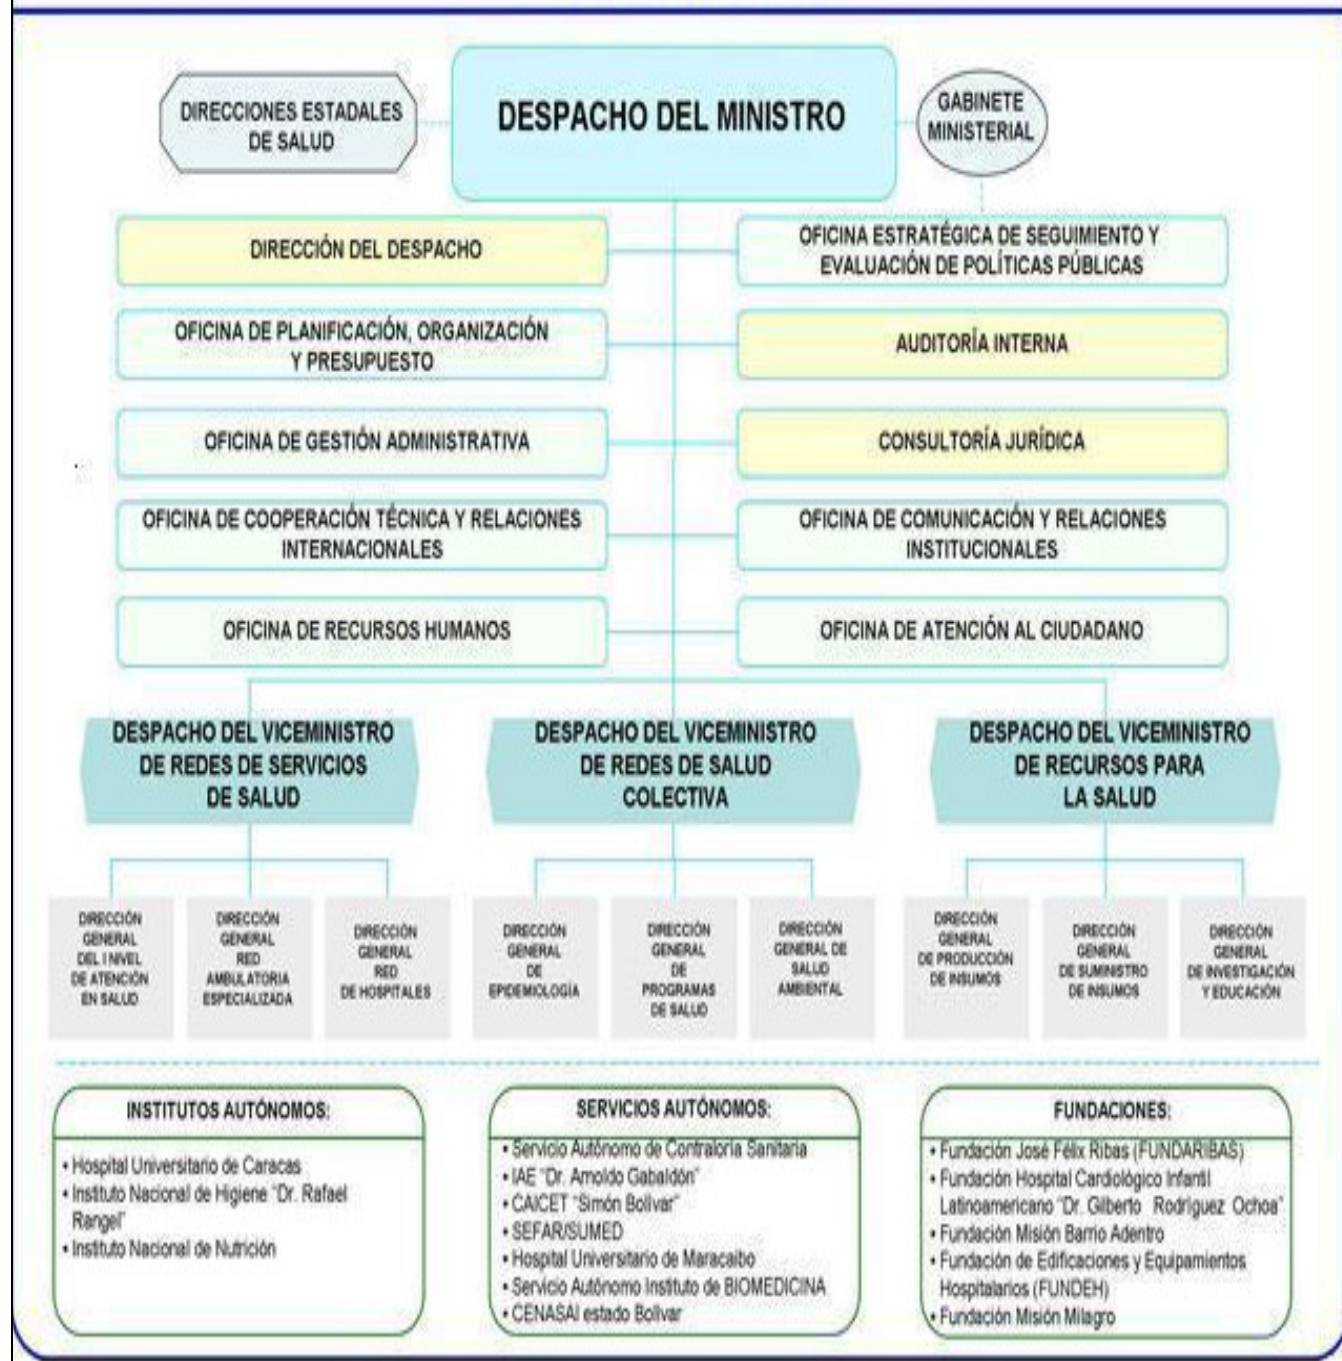 DIRECCIONES ESTADALES
DE SALUD
DESPACHO DEL MINISTRO
GABINETE
MINISTERIAL
DIRECCIÓN DEL DESPACHO
OFICINA ESTRATÉGICA DE SEGUIMIENTO Y
EVALUACIÓN DE POLÍTICAS PÚBLICAS
OFICINA DE PLANIFICACIÓN, ORGANIZACIÓN
Y PRESUPUESTO
AUDITORÍA INTERNA
OFICINA DE GESTIÓN ADMINISTRATIVA
CONSULTORÍA JURÍDICA
OFICINA DE COOPERACIÓN TÉCNICA Y RELACIONES
INTERNACIONALES
OFICINA DE COMUNICACIÓN Y RELACIONES
INSTITUCIONALES
OFICINA DE RECURSOS HUMANOS
OFICINA DE ATENCIÓN AL CIUDADANO
DESPACHO DEL VICEMINISTRO
DE REDES DE SERVICIOS
DE SALUD
DESPACHO DEL VICEMINISTRO
DE REDES DE SALUD
COLECTIVA
DESPACHO DEL VICEMINISTRO
DE RECURSOS PARA
LA SALUD
DIRECCIÓN
GENERAL
DEL I NIVEL
DE ATENCIÓN
EN SALUD
DIRECCIÓN
GENERAL
RED
AMBULATORIA
ESPECIALIZADA
DIRECCIÓN
GENERAL
RED
DE HOSPITALES
DIRECCIÓN
GENERAL
DE
EPIDEMIOLOGÍA
DIRECCIÓN
GENERAL
DE
PROGRAMAS
DE SALUD
DIRECCIÓN
GENERAL DE
SALUD
AMBIENTAL
DIRECCIÓN
GENERAL
DE PRODUCCIÓN
DE INSUMOS
DIRECCIÓN
GENERAL
DE SUMINISTRO
DE INSUMOS
DIRECCIÓN
GENERAL
DE INVESTIGACIÓN
Y EDUCACIÓN
INSTITUTOS AUTÓNOMOS:
• Hospital Universitario de Caracas
• Instituto Nacional de Higiene "Dr. Rafael
Rangel"
• Instituto Nacional de Nutrición
SERVICIOS AUTÓNOMOS:
• Servicio Autónomo de Contraloría Sanitaria
• IAE "Dr. Arnoldo Gabaldón"
• CAICET "Simón Bolívar"
• SEFAR/SUMED
• Hospital Universitario de Maracaibo
• Servicio Autónomo Instituto de BIOMEDICINA
• CENASAI estado Bolívar
FUNDACIONES:
• Fundación José Félix Ribas (FUNDARIBAS)
• Fundación Hospital Cardiológico Infantil
Latinoamericano "Dr. Gilberto Rodríguez Ochoa"
• Fundación Misión Barrio Adentro
• Fundación de Edificaciones y Equipamientos
Hospitalarios (FUNDEH)
• Fundación Misión Milagro